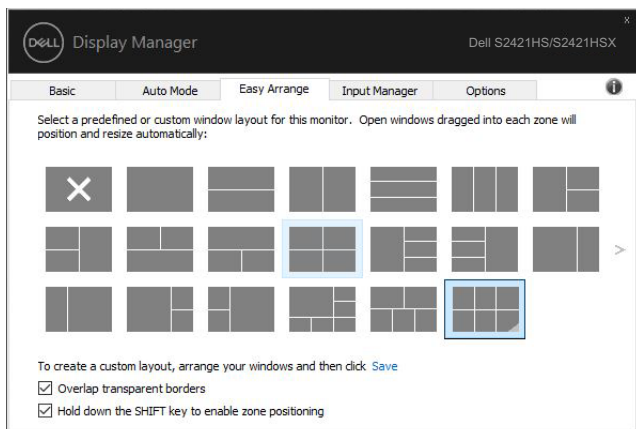 x
DELL Display Manager Dell S2421HS/S2421HSX
Basic Auto Mode Easy Arrange Input Manager Options i
Select a predefined or custom window layout for this monitor. Open windows dragged into each zone will
position and resize automatically:
>
To create a custom layout, arrange your windows and then click Save
Overlap transparent borders
Hold down the SHIFT key to enable zone positioning